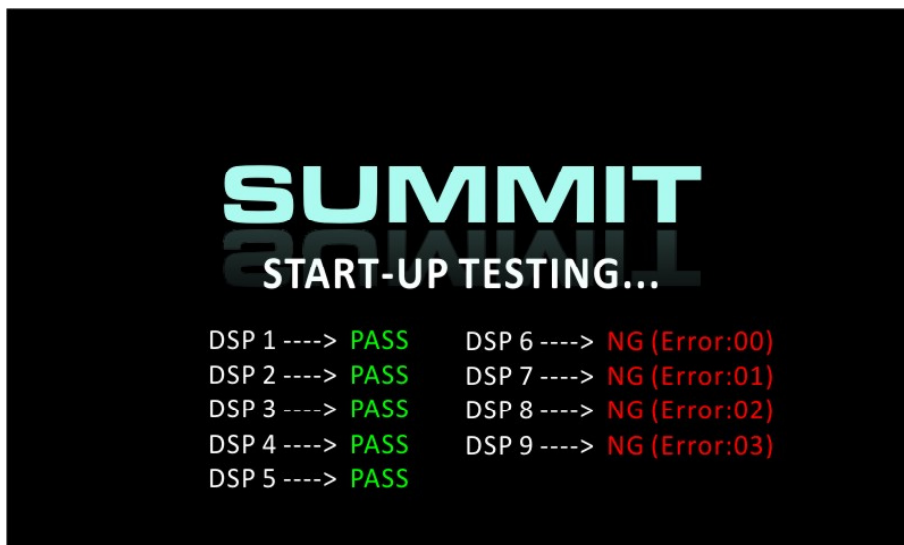 SUMMIT
START-UP TESTING...
DSP 1 ----> PASS
DSP 2 ----> PASS
DSP 3 ----> PASS
DSP 4 ----> PASS
DSP 5 ----> PASS
DSP 6 ----> NG (Error:00)
DSP 7 ----> NG (Error:01)
DSP 8 ----> NG (Error:02)
DSP 9 ----> NG (Error:03)